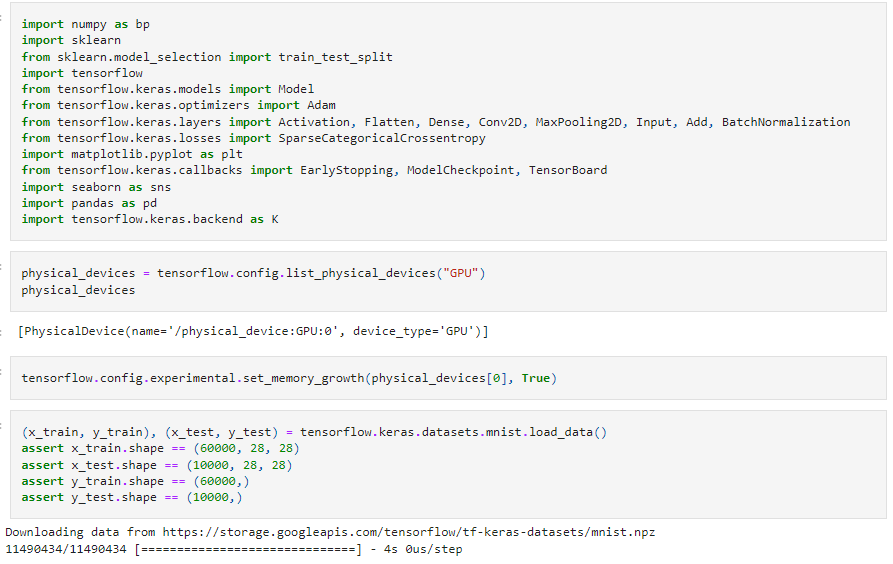 import numpy as bp
import sklearn
from sklearn.model_selection import train_test_split
import tensorflow
from tensorflow.keras.models import Model
from tensorflow.keras.optimizers import Adam
from tensorflow.keras.layers import Activation, Flatten, Dense, Conv2D, MaxPooling2D, Input, Add, BatchNormalization
from tensorflow.keras.losses import SparseCategoricalCrossentropy
import matplotlib.pyplot as plt
from tensorflow.keras.callbacks import EarlyStopping, ModelCheckpoint, TensorBoard
import seaborn as sns
import pandas as pd
import tensorflow.keras.backend as K
physical_devices = tensorflow.config.list_physical_devices("GPU")
physical_devices
[PhysicalDevice(name='/physical_device:GPU:0', device_type='GPU')]
tensorflow.config.experimental.set_memory_growth(physical_devices[0], True)
(x_train, y_train), (x_test, y_test) = tensorflow.keras.datasets.mnist.load_data()
assert x_train.shape == (60000, 28, 28)
assert x_test.shape == (10000, 28, 28)
assert y_train.shape == (60000,)
assert y_test.shape == (10000,)
Downloading data from https://storage.googleapis.com/tensorflow/tf-keras-datasets/mnist.npz
11490434/11490434 [==============================] - 4s 0us/step